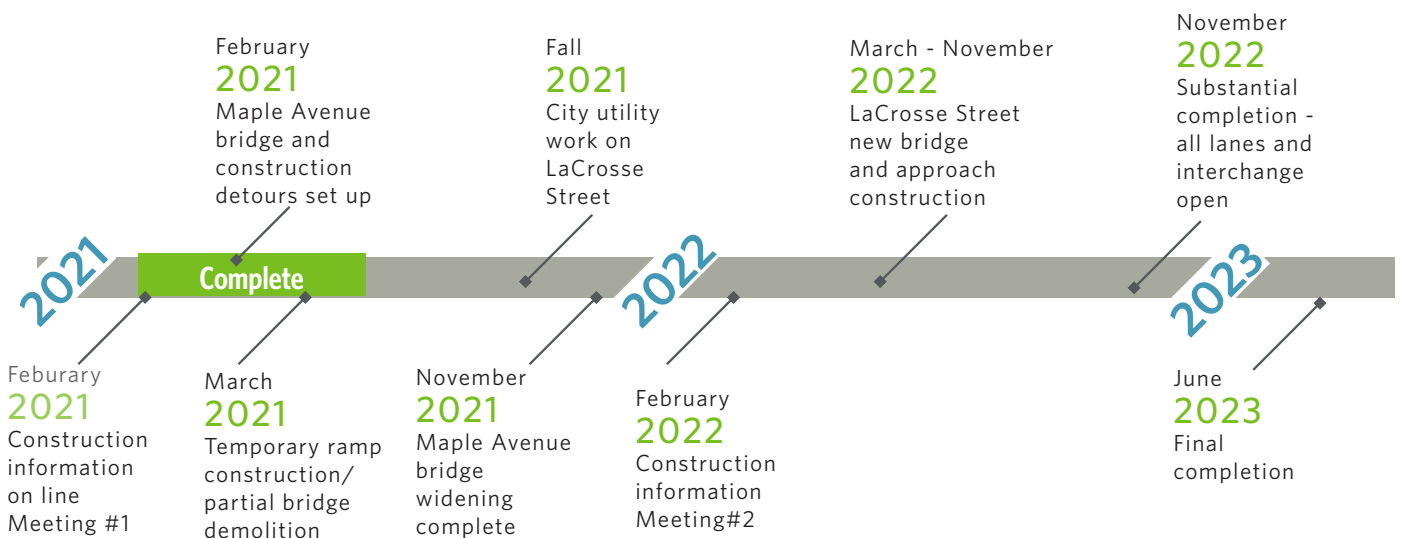 February
2021
Maple Avenue
bridge and
construction
detours set up
Fall
2021
City utility
work on
LaCrosse
Street
March - November
2022
LaCrosse Street
new bridge
and approach
construction
November
2022
Substantial
completion -
all lanes and
interchange
open
2021
Complete
2022
2023
Feburary
2021
Construction
information
on line
Meeting #1
March
2021
Temporary ramp
construction/
partial bridge
demolition
November
2021
Maple Avenue
bridge
widening
complete
February
2022
Construction
information
Meeting#2
June
2023
Final
completion